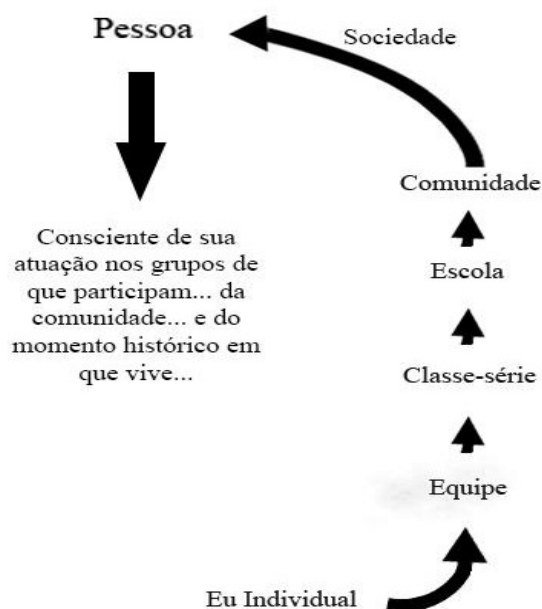 Pessoa
Sociedade
Comunidade
Consciente de sua
atuação nos grupos de
que participam... da
comunidade... e do
momento histórico em
que vive...
Escola
Classe-série
Equipe
Eu Individual